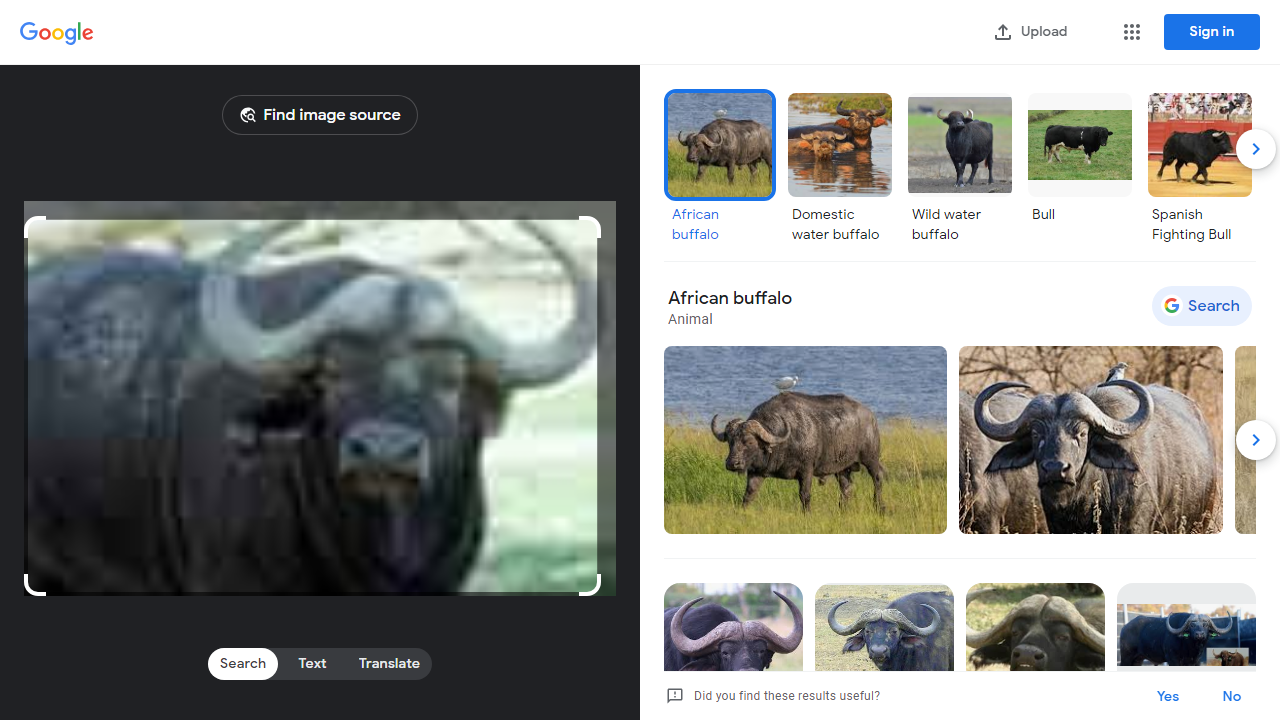 Google
Upload
Sign in
Find image source
African
buffalo
Domestic
water buffalo
Wild water
buffalo
Bull
Spanish
Fighting Bull
African buffalo
Animal
Search
Search
Text
Translate
Did you find these results useful?
Yes
No